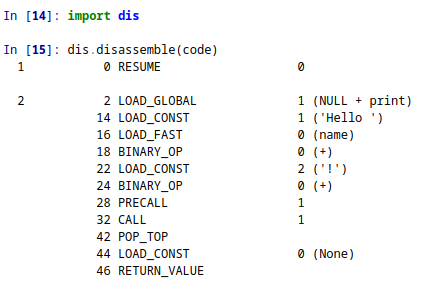 In [14]: import dis
In [15]: dis.disassemble(code)
  1           0 RESUME                   0

  2           2 LOAD_GLOBAL              1 (NULL + print)
             14 LOAD_CONST               1 ('Hello ')
             16 LOAD_FAST                0 (name)
             18 BINARY_OP                0 (+)
             22 LOAD_CONST               2 ('!')
             24 BINARY_OP                0 (+)
             28 PRECALL                  1
             32 CALL                     1
             42 POP_TOP
             44 LOAD_CONST               0 (None)
             46 RETURN_VALUE